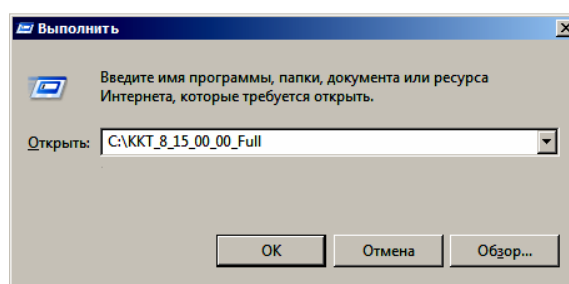 Выполнить
Введите имя программы, папки, документа или ресурса
Интернета, которые требуется открыть.
Открыть: C:\KKT_8_15_00_00_Full
OK Отмена Обзор...